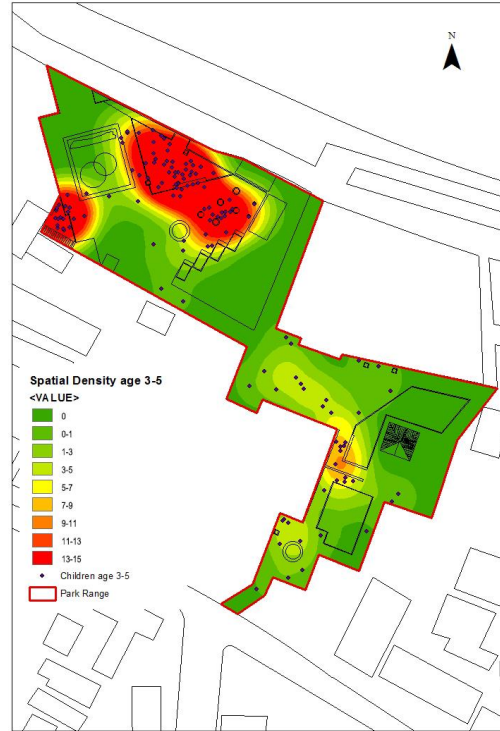 N
Spatial Density age 3-5
<VALUE>
0
0-1
1-3
3-5
5-7
7-9
9-11
11-13
13-15
Children age 3-5
Park Range